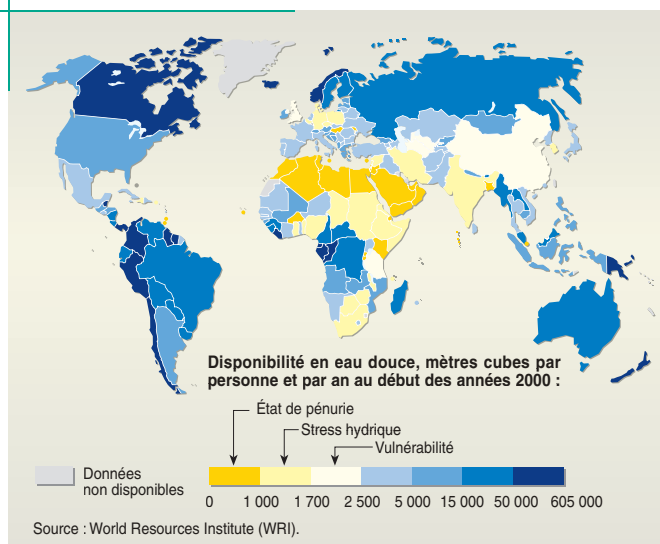 Disponibilité en eau douce, mètres cubes par
personne et par an au début des années 2000 :
État de pénurie
Stress hydrique
Vulnérabilité
Données
non disponibles
0 1 000 1 700 2 500 5 000 15 000 50 000 605 000
Source : World Resources Institute (WRI).